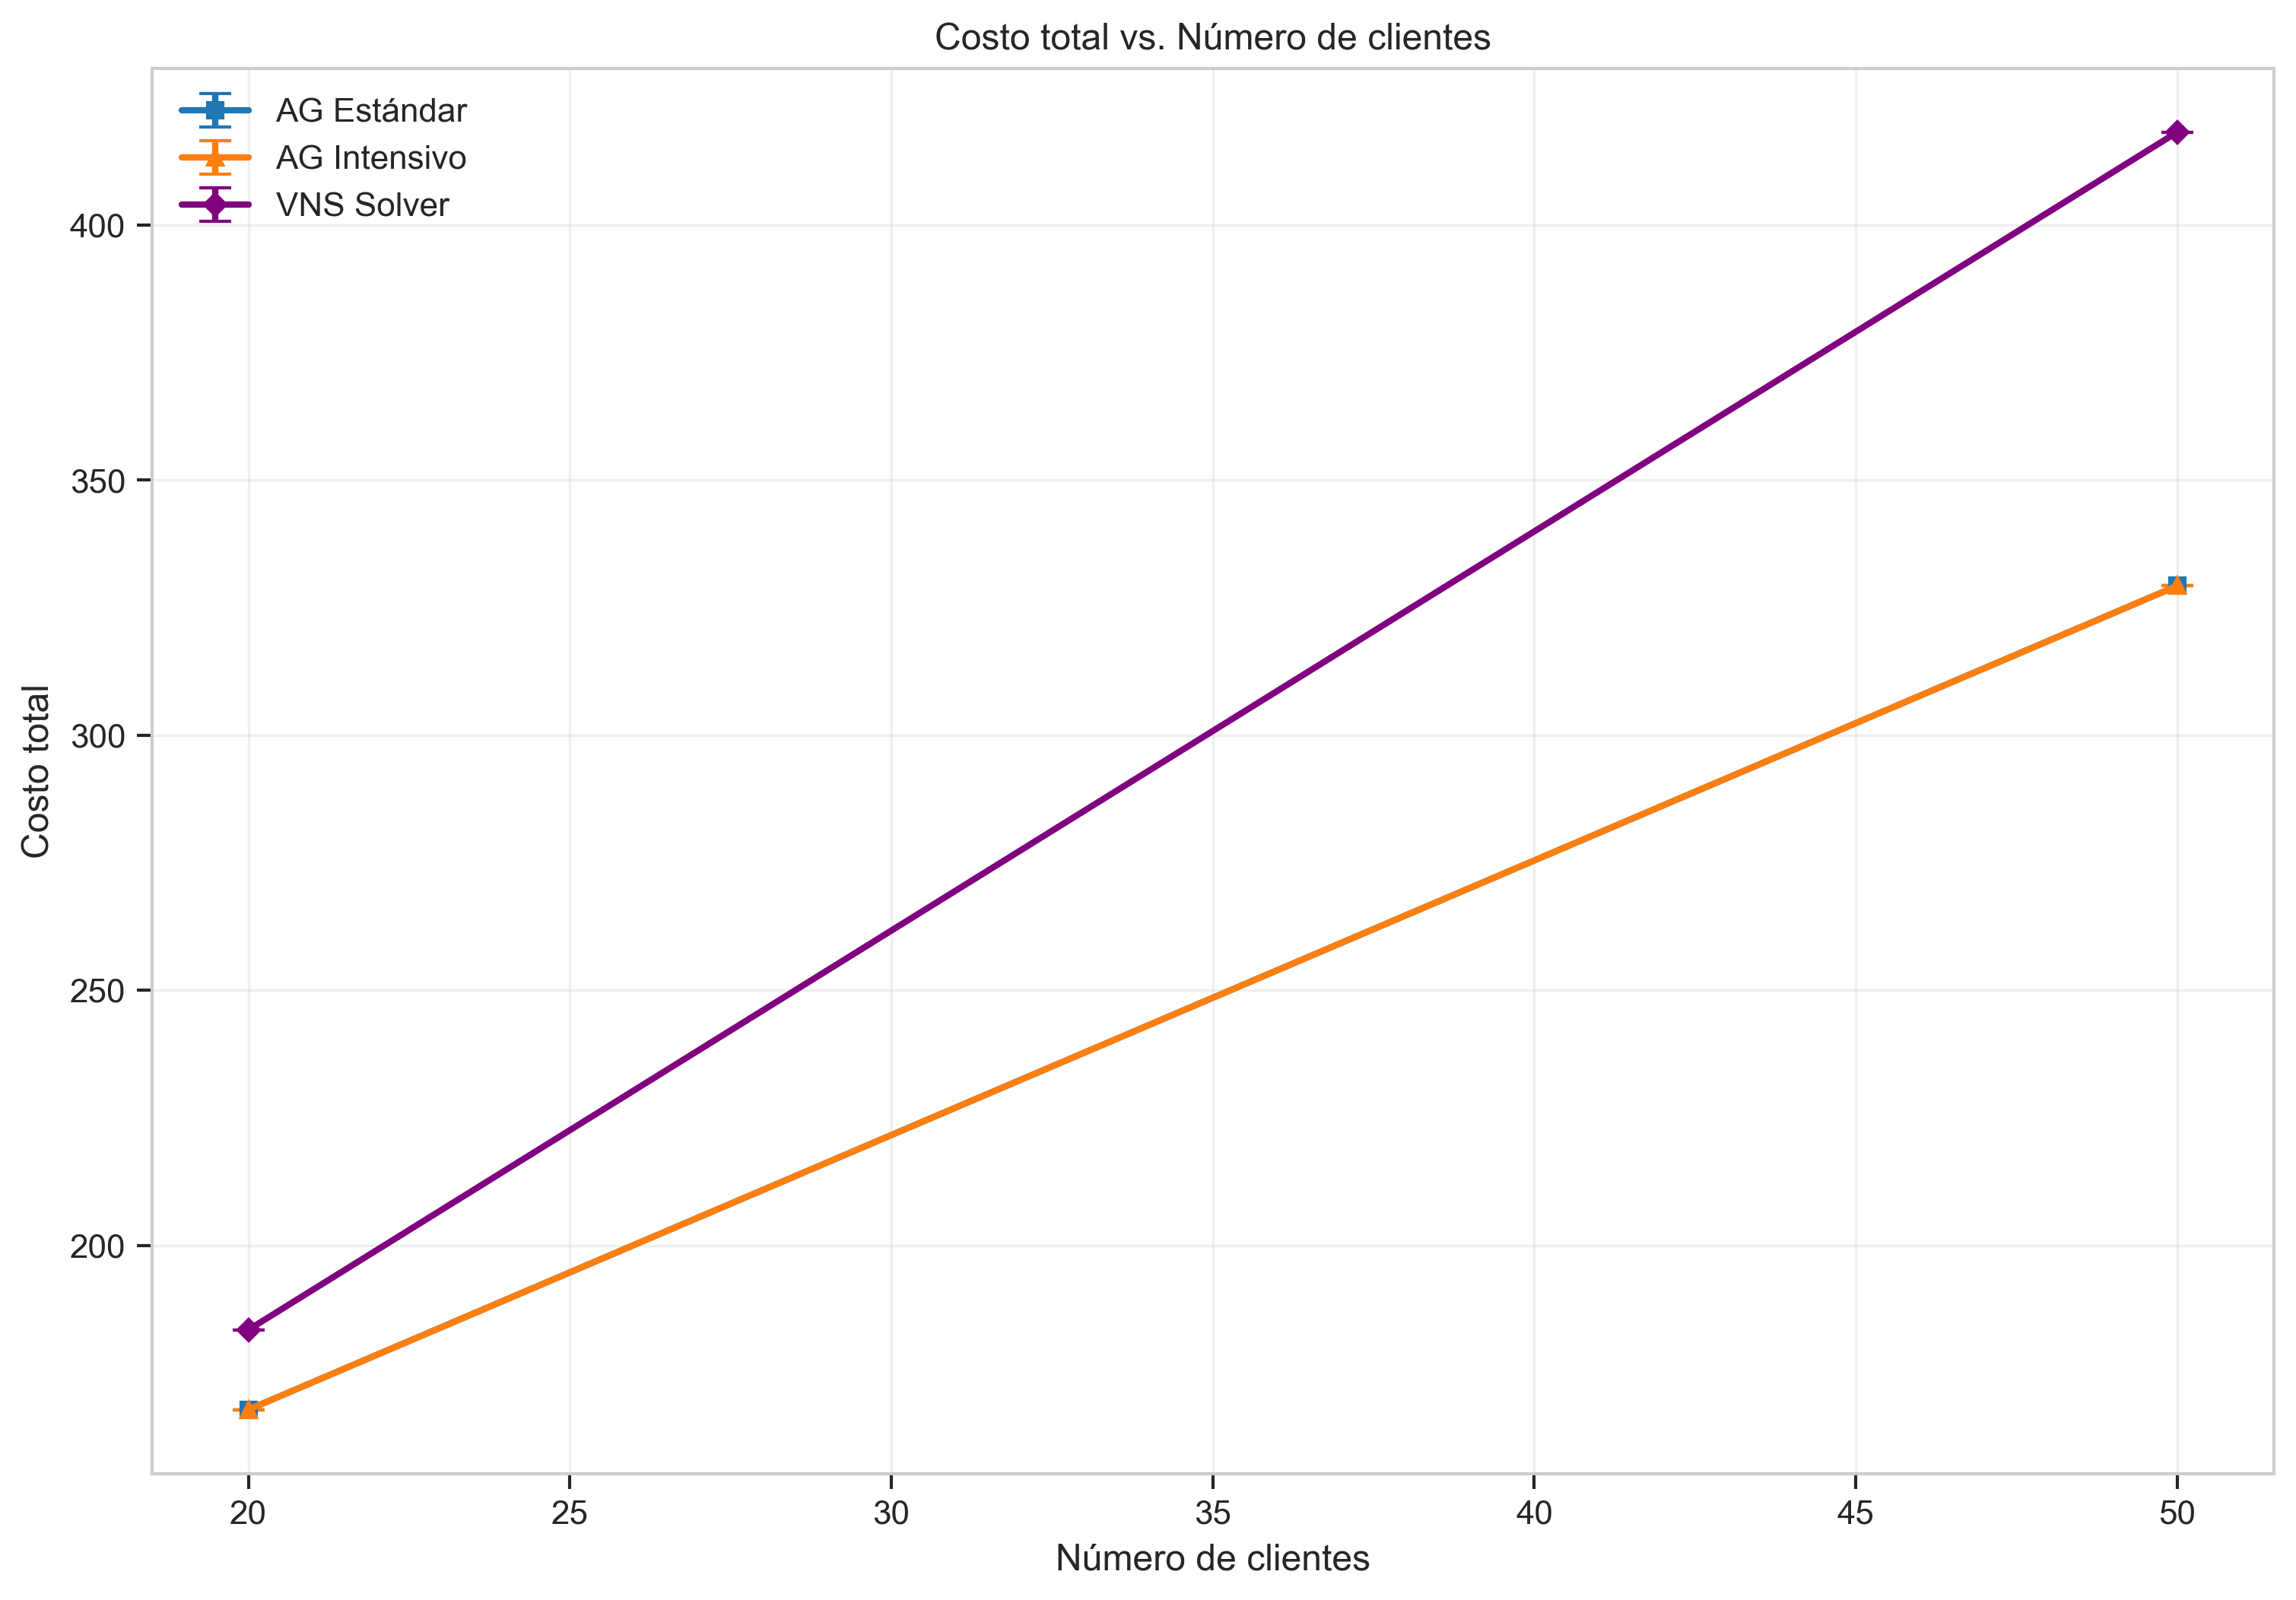 Costo total vs. Número de clientes
AG Estándar
AG Intensivo
VNS Solver
400
350
300
250
200
Costo total
20 25 30 35 40 45 50
Número de clientes